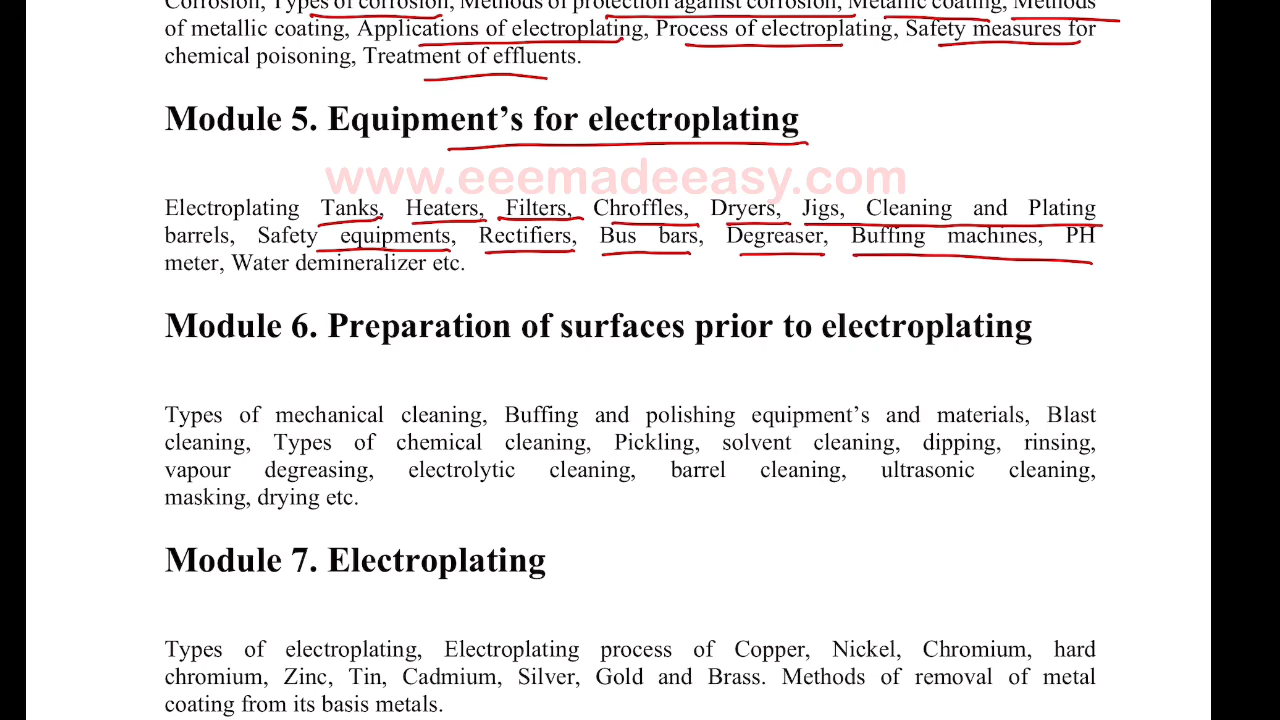 Corrosion, Types of corrosion, Methods of protection against corrosion, Metallic coating, Methods
of metallic coating, Applications of electroplating, Process of electroplating, Safety measures for
chemical poisoning, Treatment of effluents.
Module 5. Equipment’s for electroplating
www.eeemadeeasy.com
Electroplating Tanks, Heaters, Filters, Chroffles, Dryers, Jigs, Cleaning and Plating
barrels, Safety equipments, Rectifiers, Bus bars, Degreaser, Buffing machines, PH
meter, Water demineralizer etc.
Module 6. Preparation of surfaces prior to electroplating
Types of mechanical cleaning, Buffing and polishing equipment’s and materials, Blast
cleaning, Types of chemical cleaning, Pickling, solvent cleaning, dipping, rinsing,
vapour degreasing, electrolytic cleaning, barrel cleaning, ultrasonic cleaning,
masking, drying etc.
Module 7. Electroplating
Types of electroplating, Electroplating process of Copper, Nickel, Chromium, hard
chromium, Zinc, Tin, Cadmium, Silver, Gold and Brass. Methods of removal of metal
coating from its basis metals.